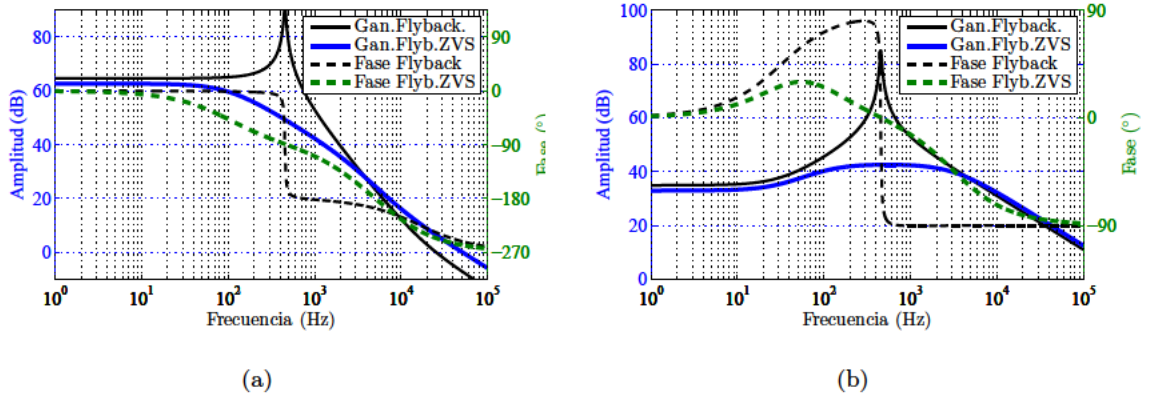 Gan.Flyback.
Gan.Flyb.ZVS
Fase Flyback
Fase Flyb.ZVS
80
60
40
20
0
Amplitud (dB)
90
0
−90
−180
−270
Fase (°)
10^0
10^1
10^2
10^3
10^4
10^5
Frecuencia (Hz)
(a)
Gan.Flyback.
Gan.Flyb.ZVS
Fase Flyback
Fase Flyb.ZVS
100
80
60
40
20
0
Amplitud (dB)
90
0
−90
Fase (°)
10^0
10^1
10^2
10^3
10^4
10^5
Frecuencia (Hz)
(b)